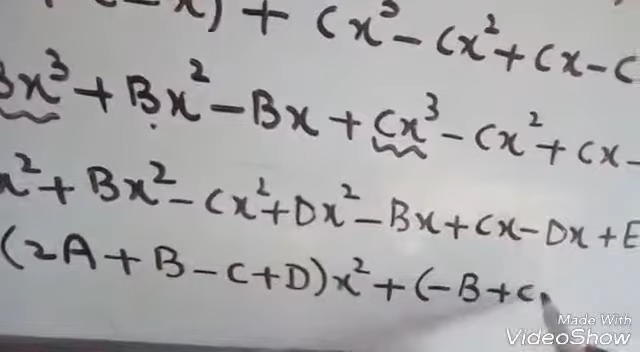 -x) + Cx³ - Cx² + Cx - C
Bx³ + Bx² - Bx + Cx³ - Cx² + Cx -
x² + Bx² - Cx² + Dx² - Bx + Cx - Dx + E
(2A + B - C + D)x² + (-B + C
Made With
VideoShow